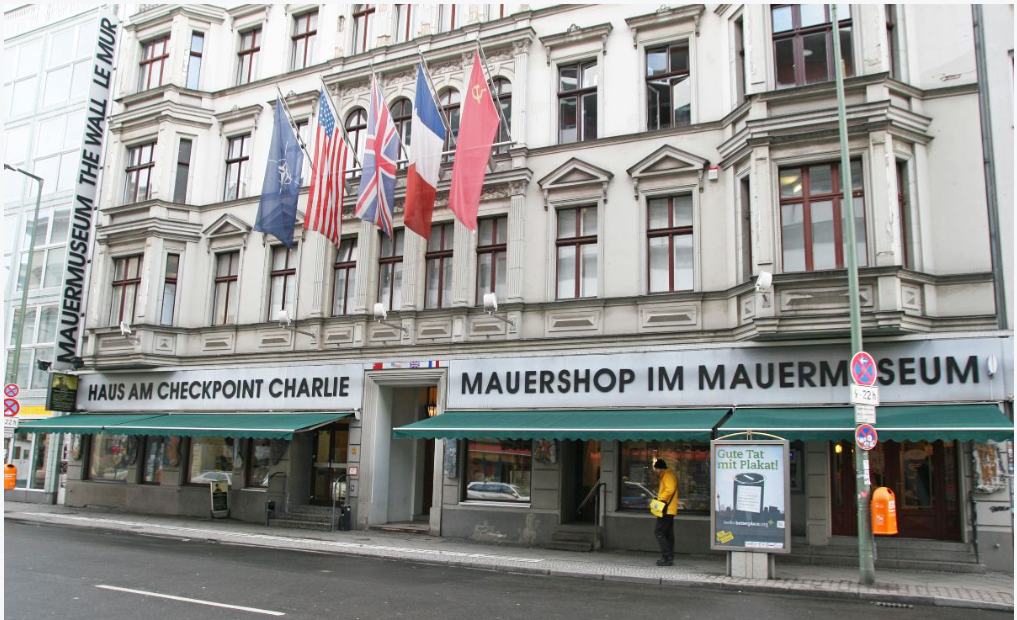 MAUERMUSEUM THE WALL LE MUR
HAUS AM CHECKPOINT CHARLIE
MAUERSHOP IM MAUERMUSEUM
Gute Tat
mit Plakat!